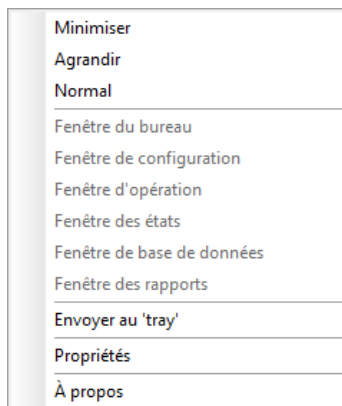 Minimiser
Agrandir
Normal
Fenêtre du bureau
Fenêtre de configuration
Fenêtre d'opération
Fenêtre des états
Fenêtre de base de données
Fenêtre des rapports
Envoyer au 'tray'
Propriétés
À propos